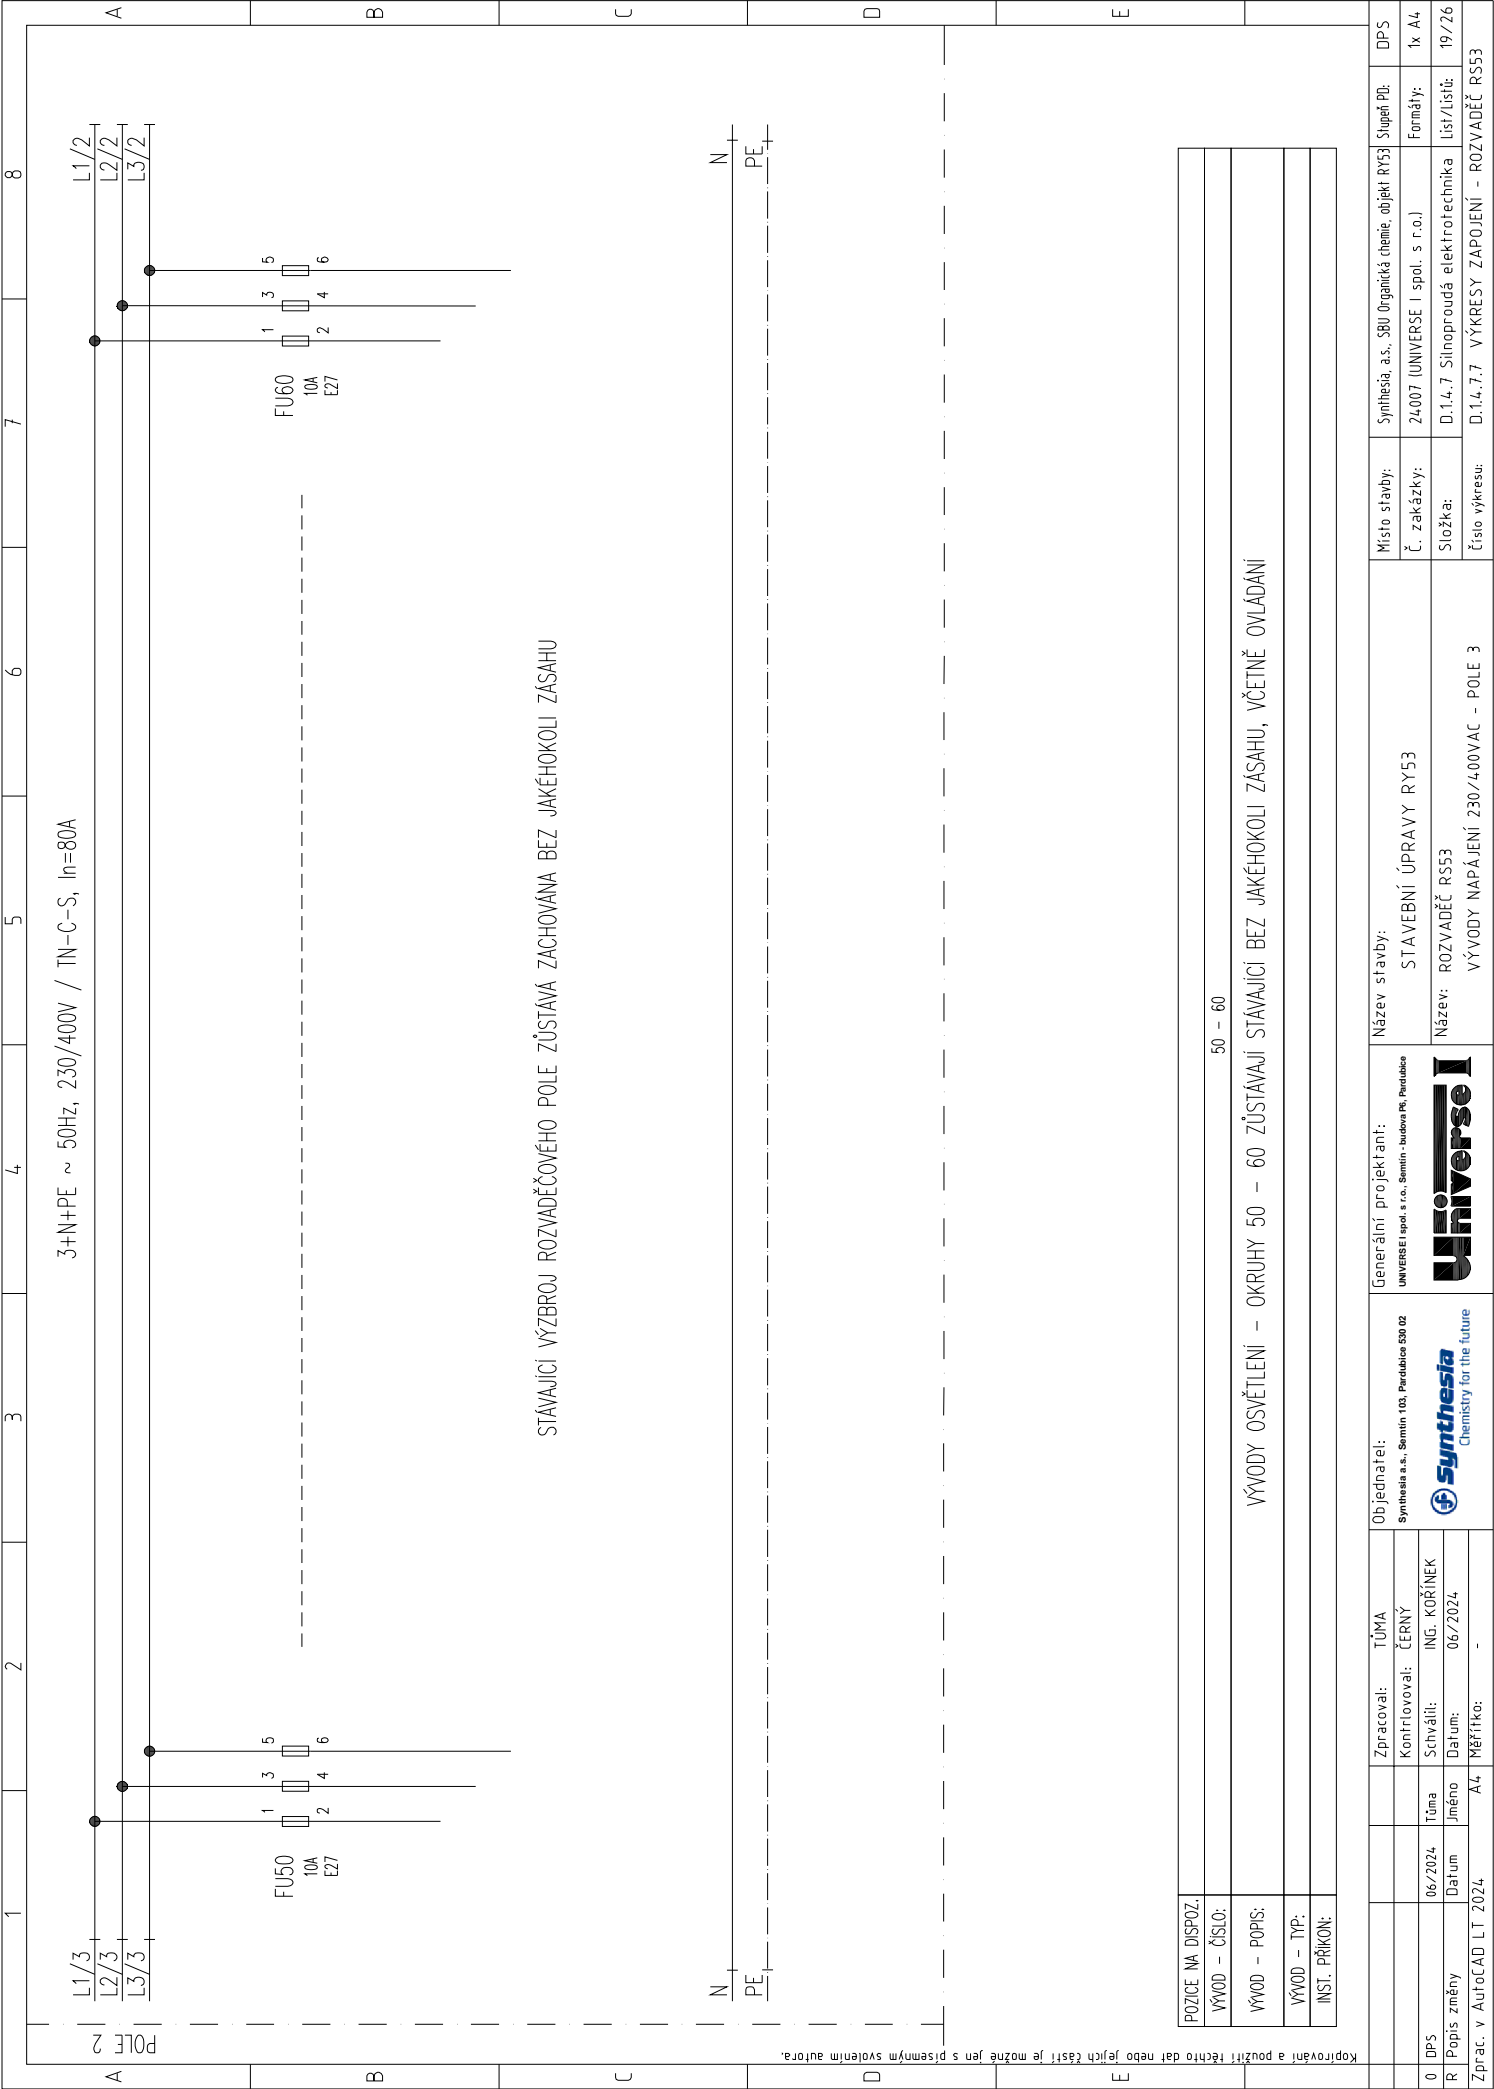 1 2 3 4 5 6 7 8
A
B
C
D
E
A
B
C
D
E
3+N+PE ~ 50Hz, 230/400V / TN-C-S, In=80A
POLE 2
L1/3
L2/3
L3/3
L1/2
L2/2
L3/2
FU50
10A
E27
1 3 5
2 4 6
FU60
10A
E27
1 3 5
2 4 6
STÁVAJÍCÍ VÝZBROJ ROZVADĚČOVÉHO POLE ZŮSTÁVÁ ZACHOVÁNA BEZ JAKÉHOKOLI ZÁSAHU
N
PE
N
PE
Kopírování a použití těchto dat nebo jejich částí je možné jen s písemným svolením autora.
POZICE NA DISPOZ.
VÝVOD - ČÍSLO: 50 - 60
VÝVOD - POPIS: VÝVODY OSVĚTLENÍ - OKRUHY 50 - 60 ZŮSTÁVAJÍ STÁVAJÍCÍ BEZ JAKÉHOKOLI ZÁSAHU, VČETNĚ OVLÁDÁNÍ
VÝVOD - TYP:
INST. PŘÍKON:
0 DPS 06/2024 Tůma
R Popis změny Datum Jméno
Zprac. v AutoCAD LT 2024 A4
Zpracoval: TŮMA
Kontrloval: ČERNÝ
Schválil: ING. KOŘÍNEK
Datum: 06/2024
Měřítko: -
Objednatel:
Synthesia a.s., Semtín 103, Pardubice 530 02
Synthesia
Chemistry for the future
Generální projektant:
UNIVERSE I spol. s r.o., Semtín - budova P6, Pardubice
universe I
Název stavby:
STAVEBNÍ ÚPRAVY RY53
Název: ROZVADĚČ RS53
VÝVODY NAPÁJENÍ 230/400VAC - POLE 3
Místo stavby: Synthesia, a.s., SBU Organická chemie, objekt RY53
Stupeň PD: DPS
Č. zakázky: 24007 (UNIVERSE I spol. s r.o.)
Formáty: 1x A4
Složka: D.1.4.7 Silnoproudá elektrotechnika
List/Listů: 19/26
Číslo výkresu: D.1.4.7.7 VÝKRESY ZAPOJENÍ - ROZVADĚČ RS53